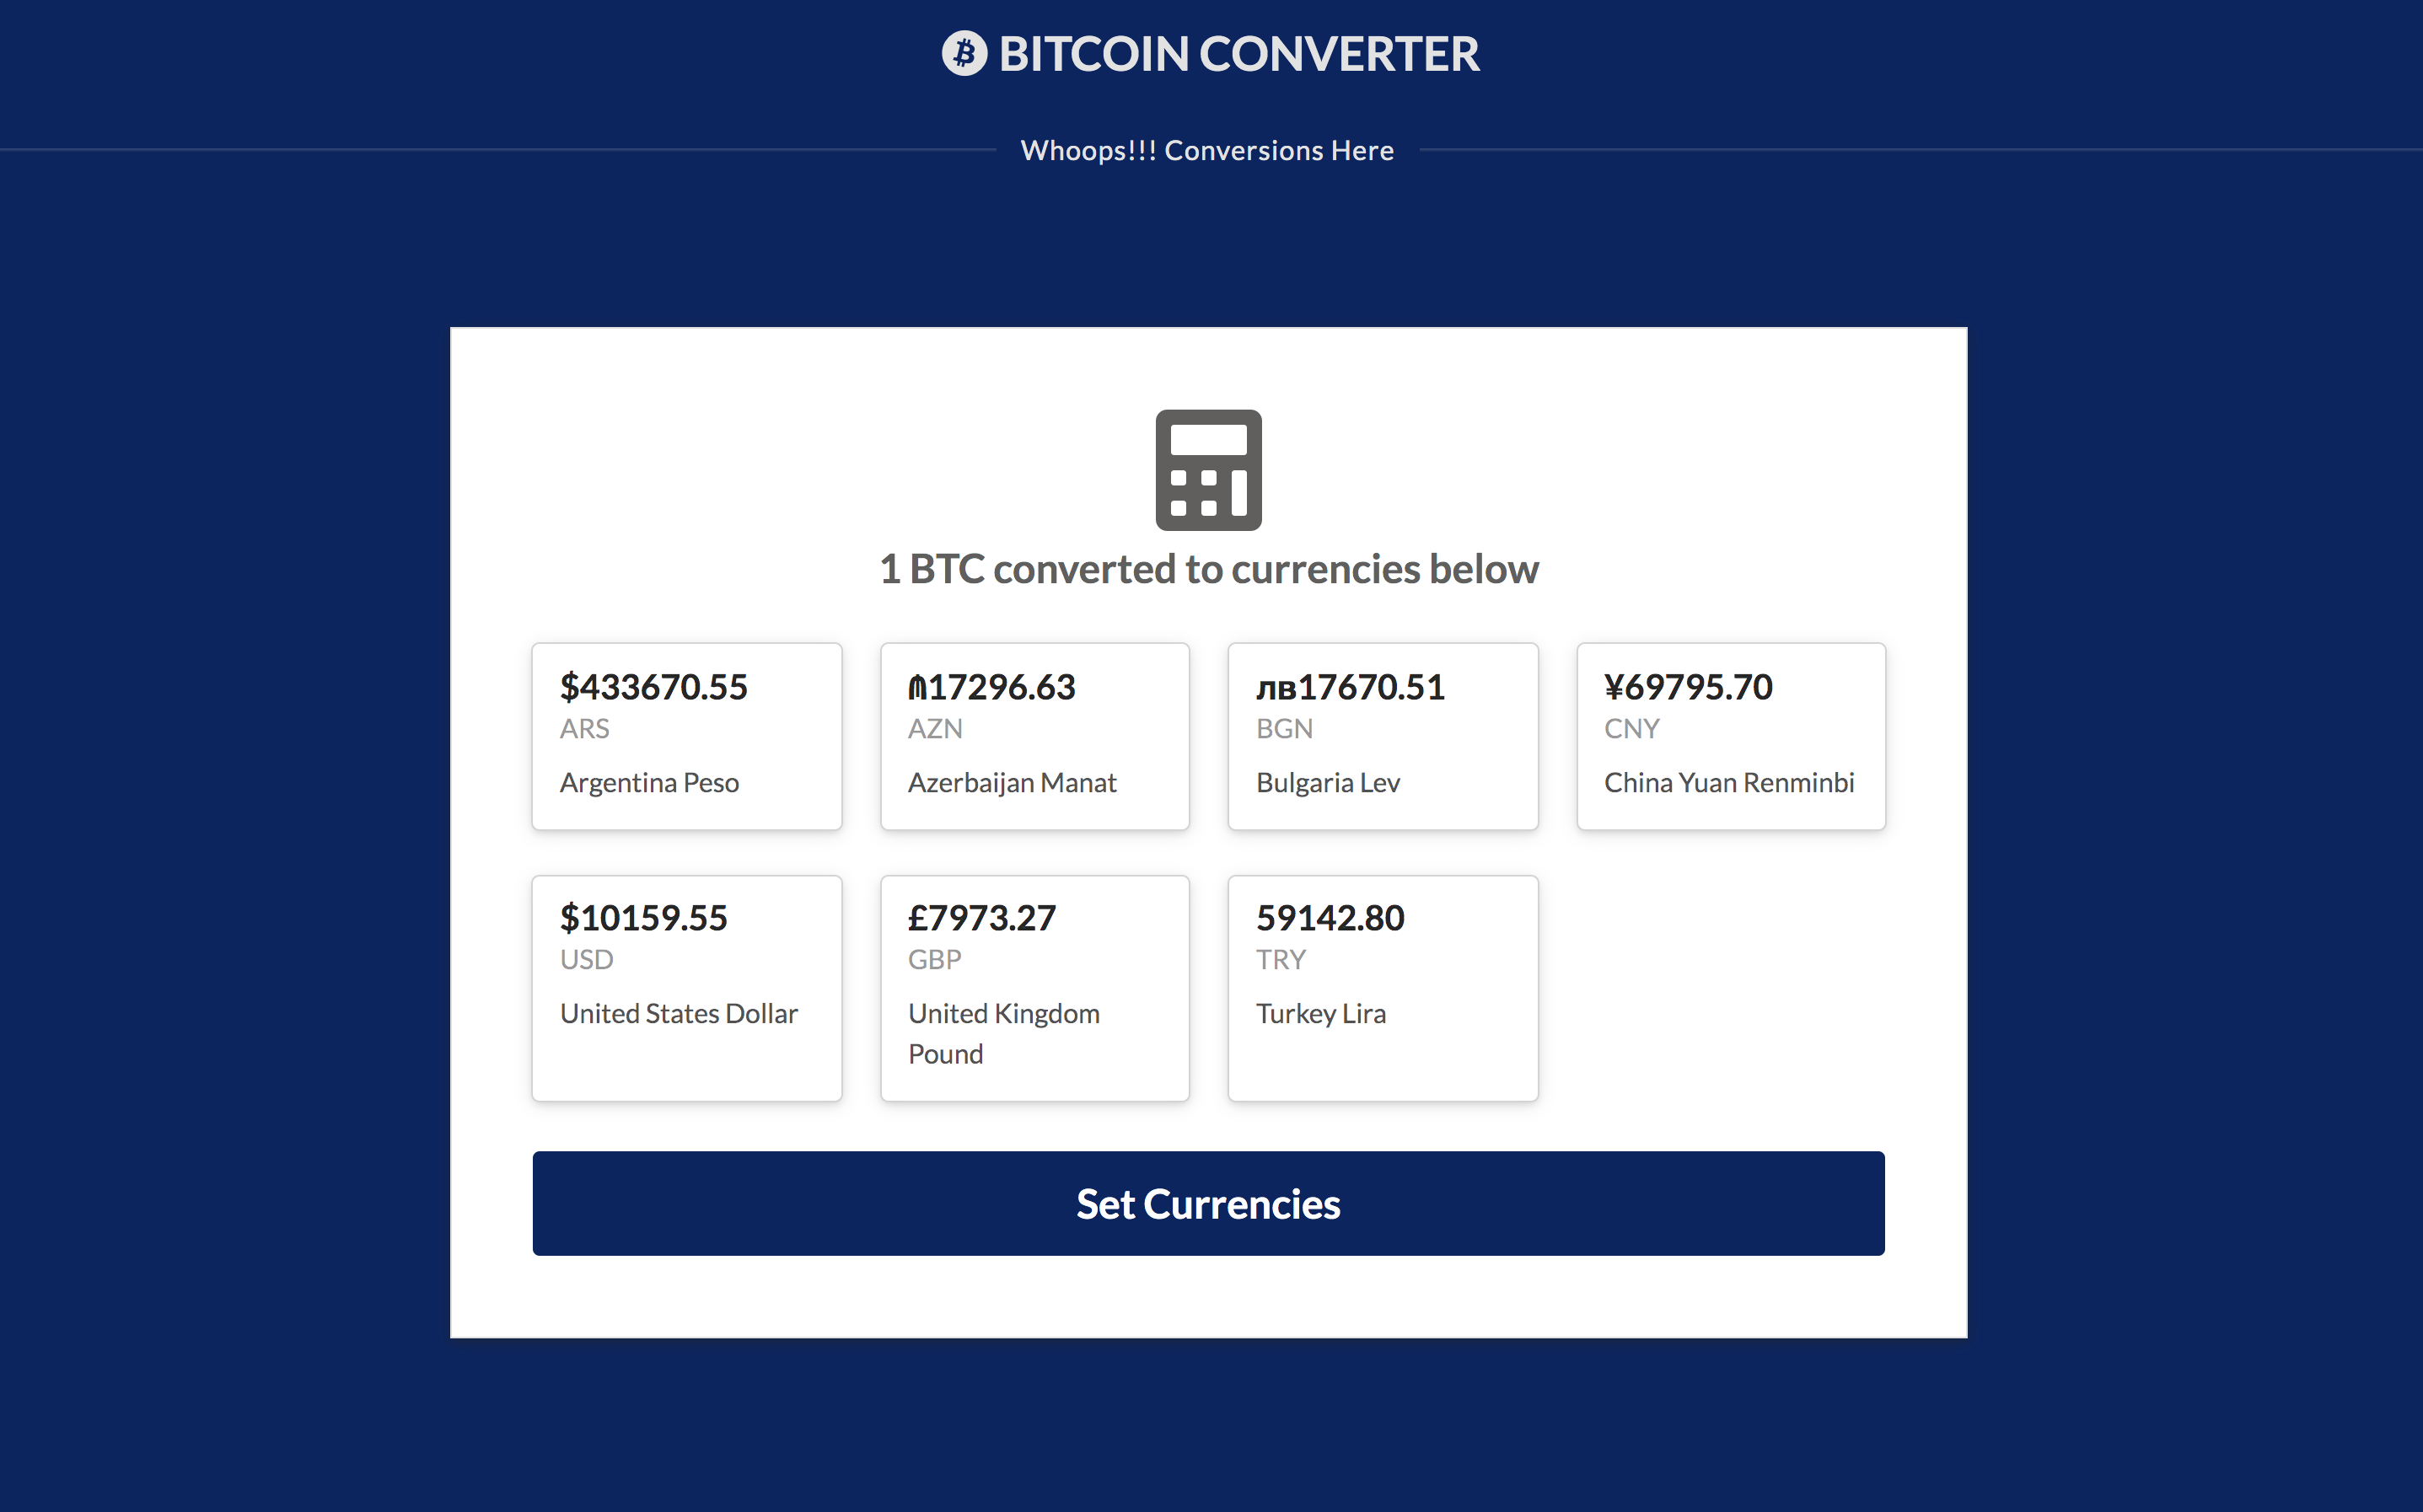 BITCOIN CONVERTER
Whoops!!! Conversions Here
1 BTC converted to currencies below
$433670.55
ARS
Argentina Peso
₼17296.63
AZN
Azerbaijan Manat
лв17670.51
BGN
Bulgaria Lev
¥69795.70
CNY
China Yuan Renminbi
$10159.55
USD
United States Dollar
£7973.27
GBP
United Kingdom
Pound
59142.80
TRY
Turkey Lira
Set Currencies